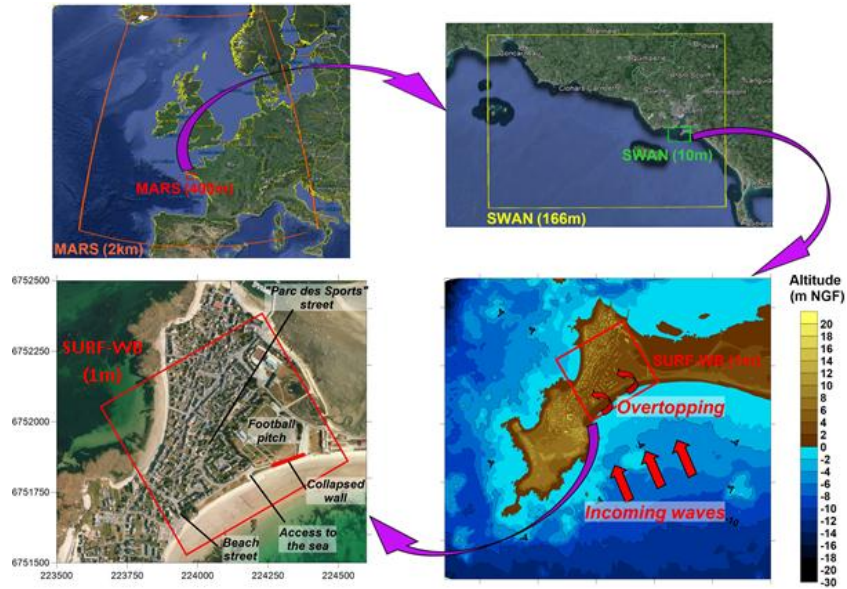 MARS (2km)
SWAN (10m)
SWAN (166m)
6752500
6752250
6752000
6751750
6751500
223500
223750
224000
224250
224500
SURF-WB
(1m)
"Parc des Sports"
street
Football
pitch
Collapsed
wall
Access to
the sea
Beach
street
SURF-WB
Overtopping
Incoming waves
Altitude
(m NGF)
20
18
16
14
12
10
8
6
4
2
0
-2
-4
-6
-8
-10
-12
-14
-16
-18
-20
-30